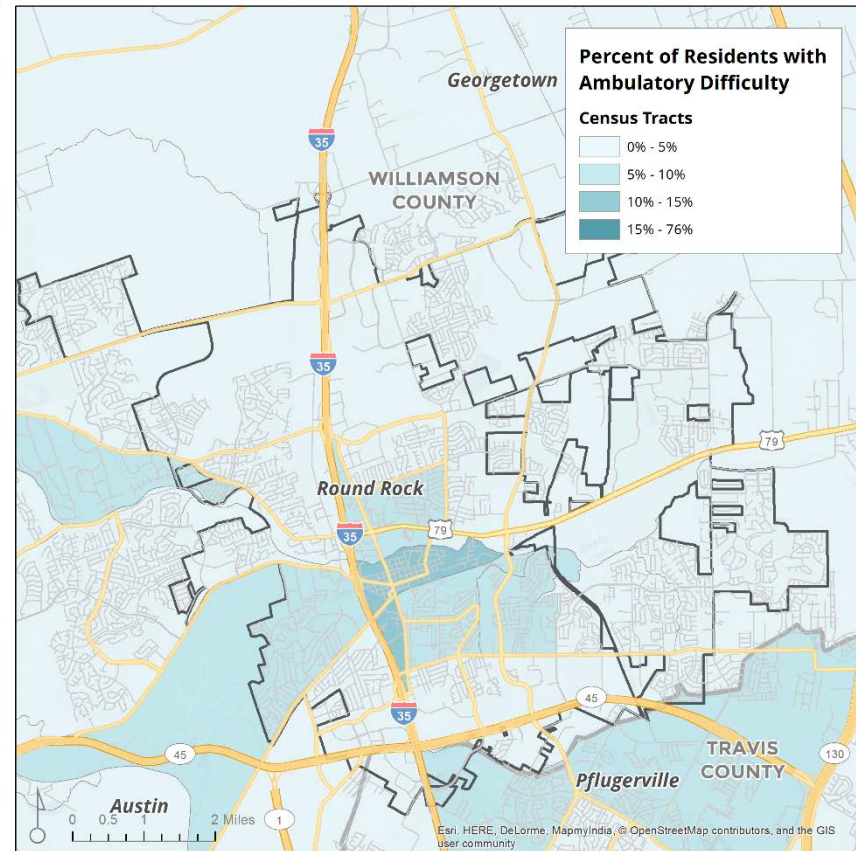 Percent of Residents with
Ambulatory Difficulty
Census Tracts
0% - 5%
5% - 10%
10% - 15%
15% - 76%
Georgetown
35
WILLIAMSON
COUNTY
35
79
Round Rock
35
79
45
35
45
TRAVIS
COUNTY
130
Pflugerville
Austin
1
0 0.5 1 2 Miles
Esri, HERE, DeLorme, MapmyIndia, © OpenStreetMap contributors, and the GIS
user community